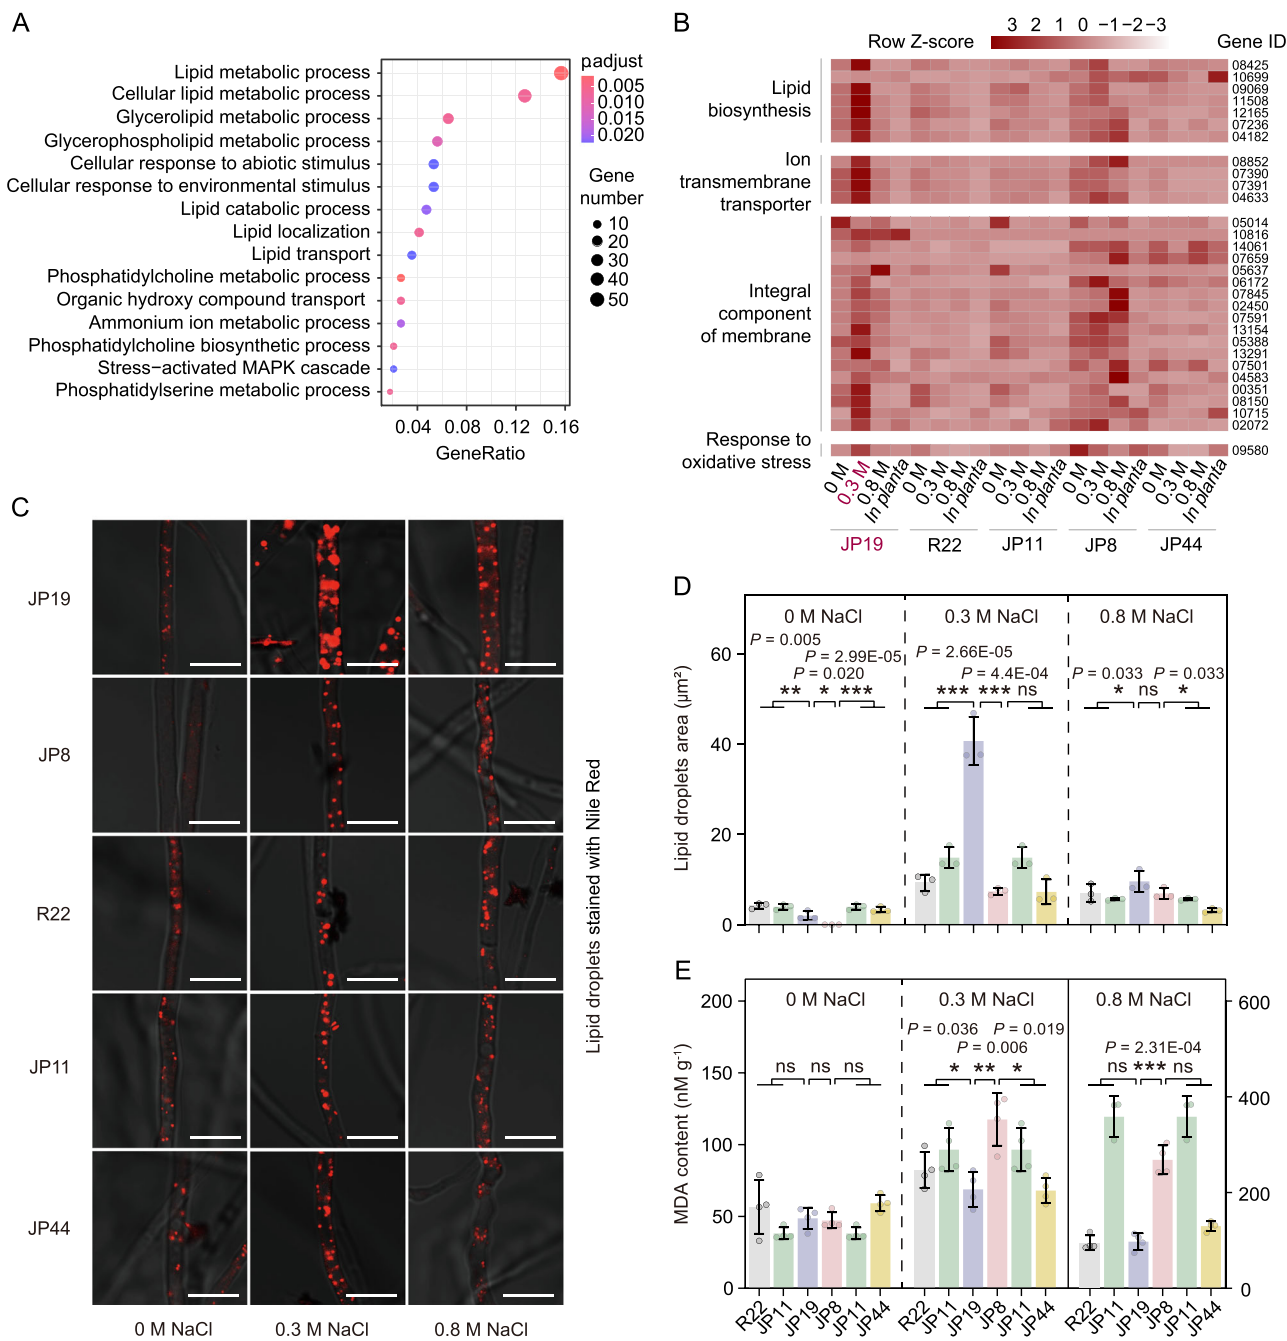 A
Lipid metabolic process
Cellular lipid metabolic process
Glycerolipid metabolic process
Glycerophospholipid metabolic process
Cellular response to abiotic stimulus
Cellular response to environmental stimulus
Lipid catabolic process
Lipid localization
Lipid transport
Phosphatidylcholine metabolic process
Organic hydroxy compound transport
Ammonium ion metabolic process
Phosphatidylcholine biosynthetic process
Stress−activated MAPK cascade
Phosphatidylserine metabolic process
0.04 0.08 0.12 0.16
GeneRatio
p.adjust
0.005
0.010
0.015
0.020
Gene
number
10
20
30
40
50
B
Row Z-score
3 2 1 0 −1 −2 −3
Gene ID
Lipid
biosynthesis
08425
10699
09069
11508
12165
07236
04182
Ion
transmembrane
transporter
08852
07390
07391
04633
Integral
component
of membrane
05014
10816
14061
07659
05637
06172
07845
02450
07591
13154
05388
13291
07501
04583
00351
08150
10715
02072
Response to
oxidative stress
09580
0 M 0.3 M 0.8 M In planta 0 M 0.3 M 0.8 M In planta 0 M 0.3 M 0.8 M In planta 0 M 0.3 M 0.8 M In planta 0 M 0.3 M 0.8 M In planta
JP19 R22 JP11 JP8 JP44
C
JP19
JP8
R22
JP11
JP44
0 M NaCl 0.3 M NaCl 0.8 M NaCl
Lipid droplets stained with Nile Red
D
Lipid droplets area (μm²)
60
40
20
0
0 M NaCl
P = 0.005
P = 2.99E-05
P = 0.020
** * ***
0.3 M NaCl
P = 2.66E-05
P = 4.4E-04
*** *** ns
0.8 M NaCl
P = 0.033 P = 0.033
* ns *
E
MDA content (nM g⁻¹)
200
150
100
50
0
0 M NaCl
ns ns ns
0.3 M NaCl
P = 0.036 P = 0.019
P = 0.006
* ** *
0.8 M NaCl
P = 2.31E-04
ns *** ns
600
400
200
0
R22 JP11 JP19 JP8 JP11 JP44 R22 JP11 JP19 JP8 JP11 JP44 R22 JP11 JP19 JP8 JP11 JP44